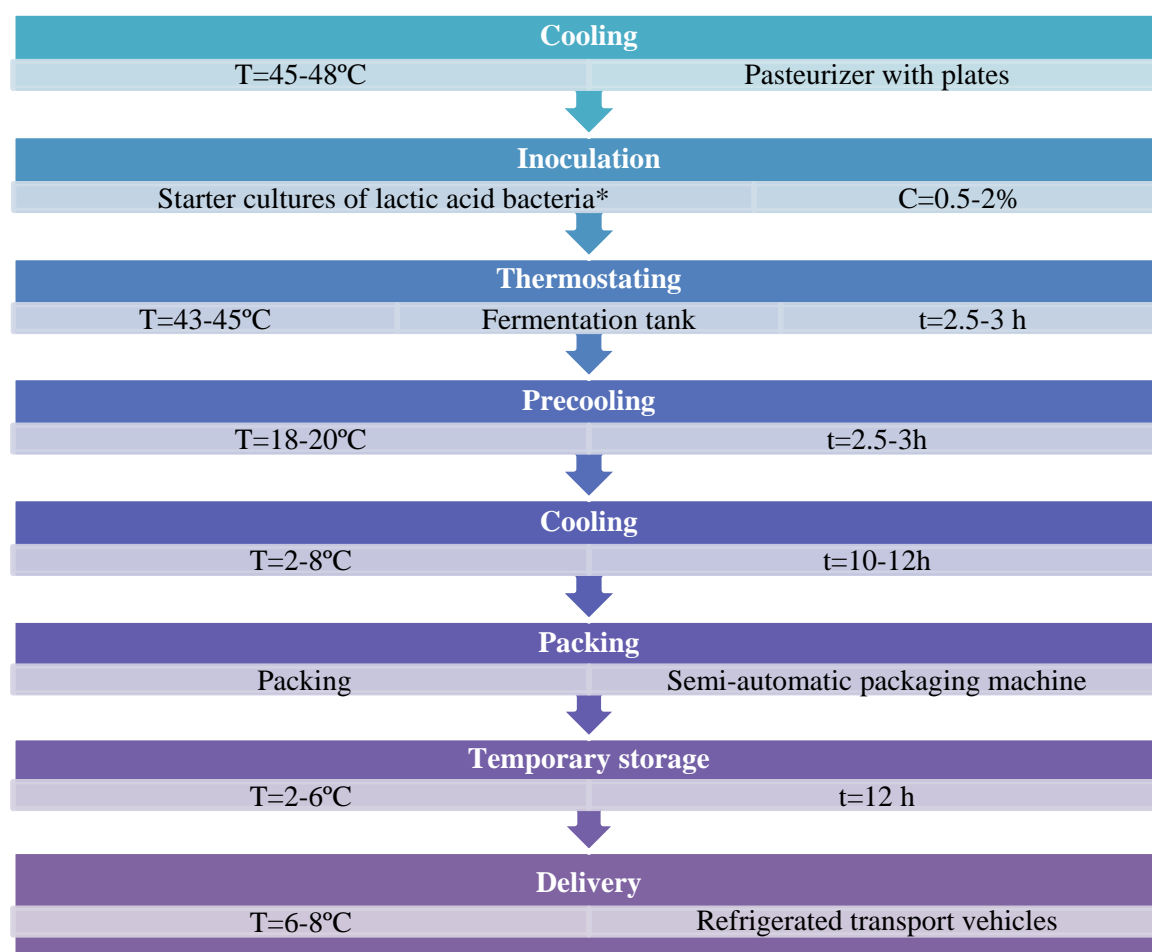 Cooling
T=45-48ºC Pasteurizer with plates
Inoculation
Starter cultures of lactic acid bacteria* C=0.5-2%
Thermostating
T=43-45ºC Fermentation tank t=2.5-3 h
Precooling
T=18-20ºC t=2.5-3h
Cooling
T=2-8ºC t=10-12h
Packing
Packing Semi-automatic packaging machine
Temporary storage
T=2-6ºC t=12 h
Delivery
T=6-8ºC Refrigerated transport vehicles